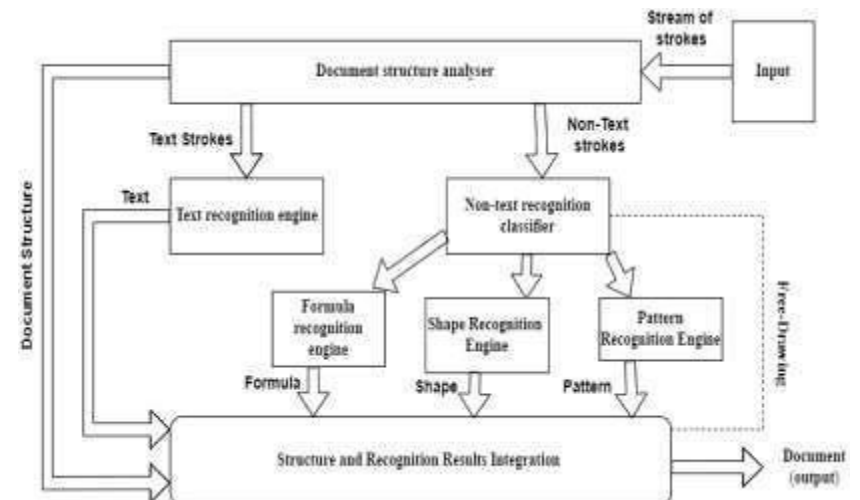 Stream of
strokes
Document structure analyser
Input
Text Strokes
Non-Text
strokes
Document Structure
Text
Text recognition engine
Non-text recognition
classifier
Free-Drawing
Formula
recognition
engine
Shape Recognition
Engine
Pattern
Recognition Engine
Formula
Shape
Pattern
Structure and Recognition Results Integration
Document
(output)